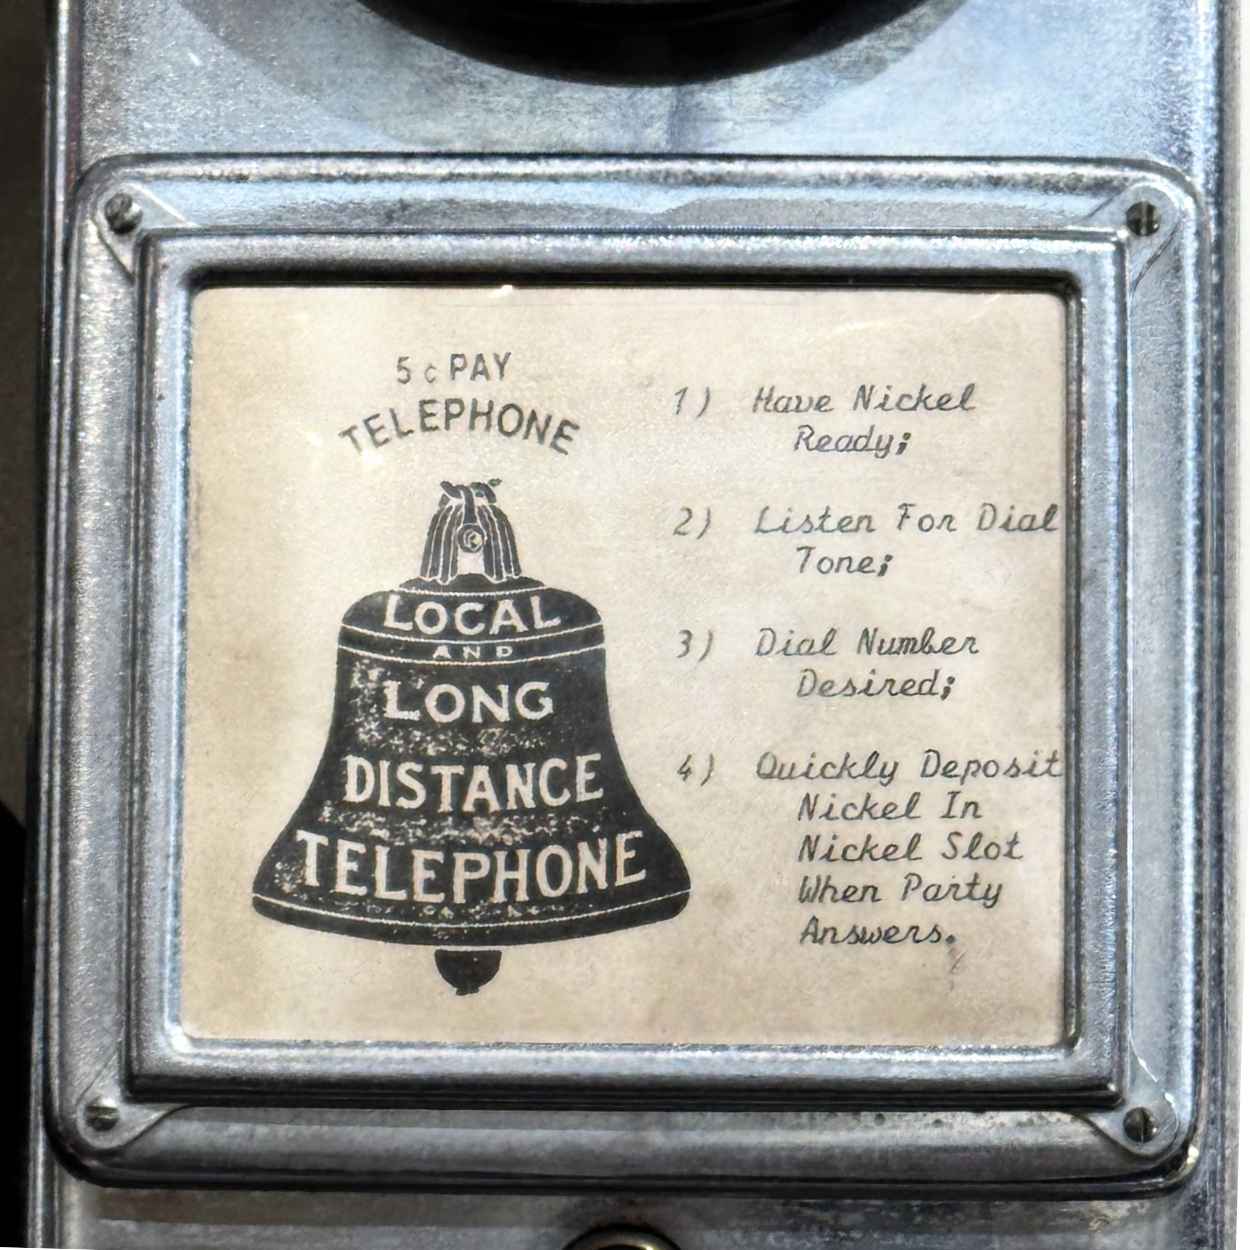 5¢ PAY
TELEPHONE
LOCAL
AND
LONG
DISTANCE
TELEPHONE
1) Have Nickel
Ready;
2) Listen For Dial
Tone;
3) Dial Number
Desired;
4) Quickly Deposit
Nickel In
Nickel Slot
When Party
Answers.